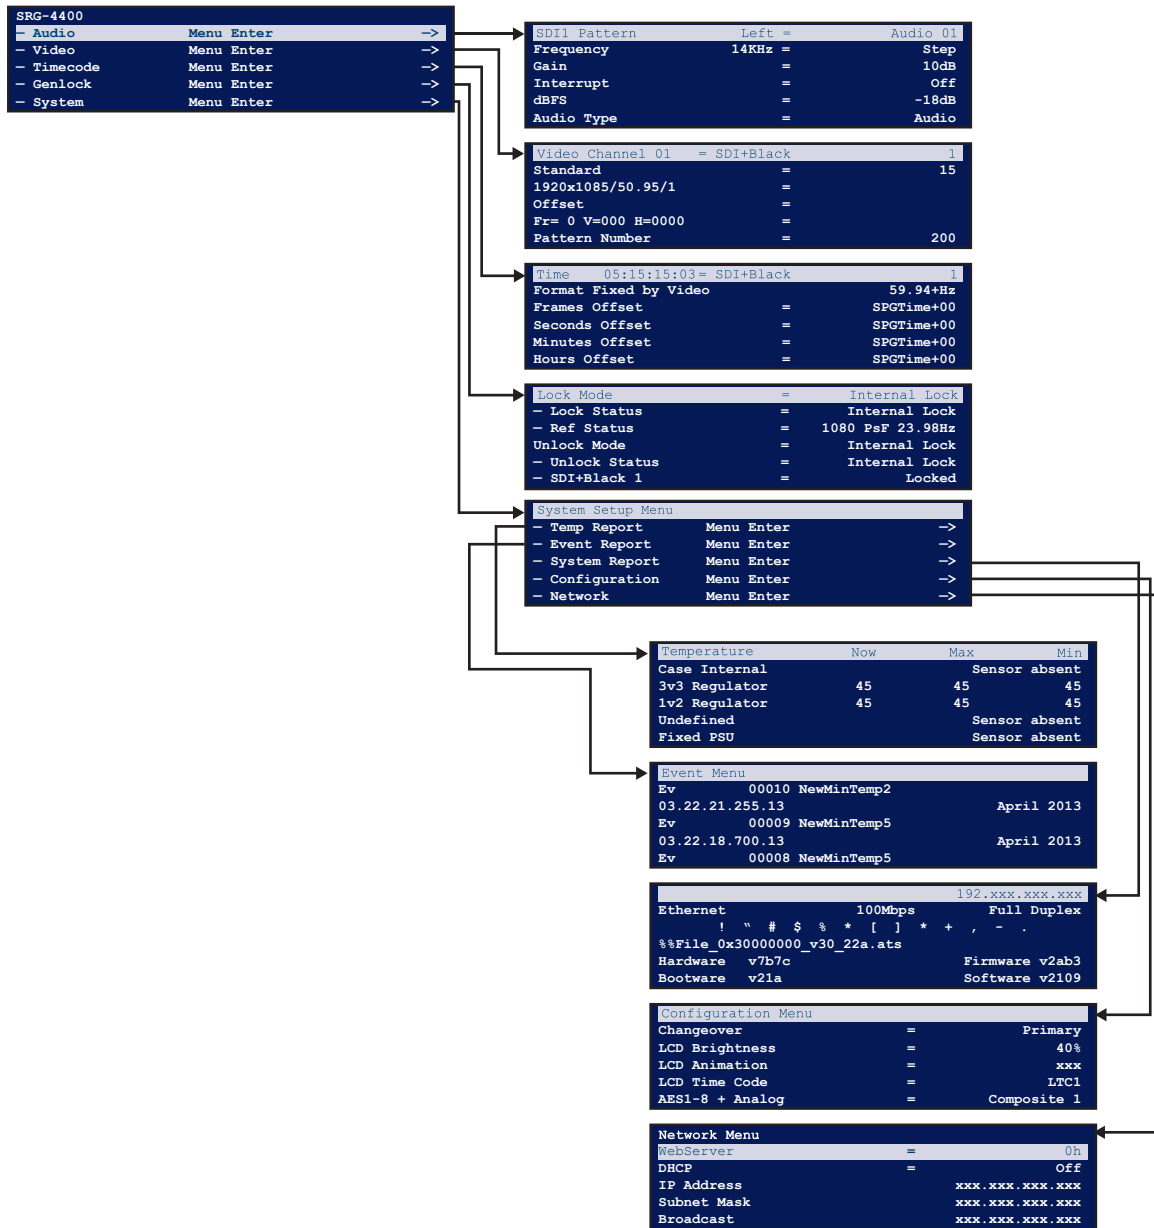 SRG-4400
– Audio Menu Enter –>
– Video Menu Enter –>
– Timecode Menu Enter –>
– Genlock Menu Enter –>
– System Menu Enter –>
SDI1 Pattern Left = Audio 01
Frequency 14KHz = Step
Gain = 10dB
Interrupt = Off
dBFS = -18dB
Audio Type = Audio
Video Channel 01 = SDI+Black 1
Standard = 15
1920x1085/50.95/1 =
Offset =
Fr= 0 V=000 H=0000 =
Pattern Number = 200
Time 05:15:15:03= SDI+Black 1
Format Fixed by Video 59.94+Hz
Frames Offset = SPGTime+00
Seconds Offset = SPGTime+00
Minutes Offset = SPGTime+00
Hours Offset = SPGTime+00
Lock Mode = Internal Lock
– Lock Status = Internal Lock
– Ref Status = 1080 PsF 23.98Hz
Unlock Mode = Internal Lock
– Unlock Status = Internal Lock
– SDI+Black 1 = Locked
System Setup Menu
– Temp Report Menu Enter –>
– Event Report Menu Enter –>
– System Report Menu Enter –>
– Configuration Menu Enter –>
– Network Menu Enter –>
Temperature Now Max Min
Case Internal Sensor absent
3v3 Regulator 45 45 45
1v2 Regulator 45 45 45
Undefined Sensor absent
Fixed PSU Sensor absent
Event Menu
Ev 00010 NewMinTemp2
03.22.21.255.13 April 2013
Ev 00009 NewMinTemp5
03.22.18.700.13 April 2013
Ev 00008 NewMinTemp5
192.xxx.xxx.xxx
Ethernet 100Mbps Full Duplex
! “ # $ % * [ ] * + , - .
%%File_0x30000000_v30_22a.ats
Hardware v7b7c Firmware v2ab3
Bootware v21a Software v2109
Configuration Menu
Changeover = Primary
LCD Brightness = 40%
LCD Animation = xxx
LCD Time Code = LTC1
AES1-8 + Analog = Composite 1
Network Menu
WebServer = 0h
DHCP = Off
IP Address xxx.xxx.xxx.xxx
Subnet Mask xxx.xxx.xxx.xxx
Broadcast xxx.xxx.xxx.xxx